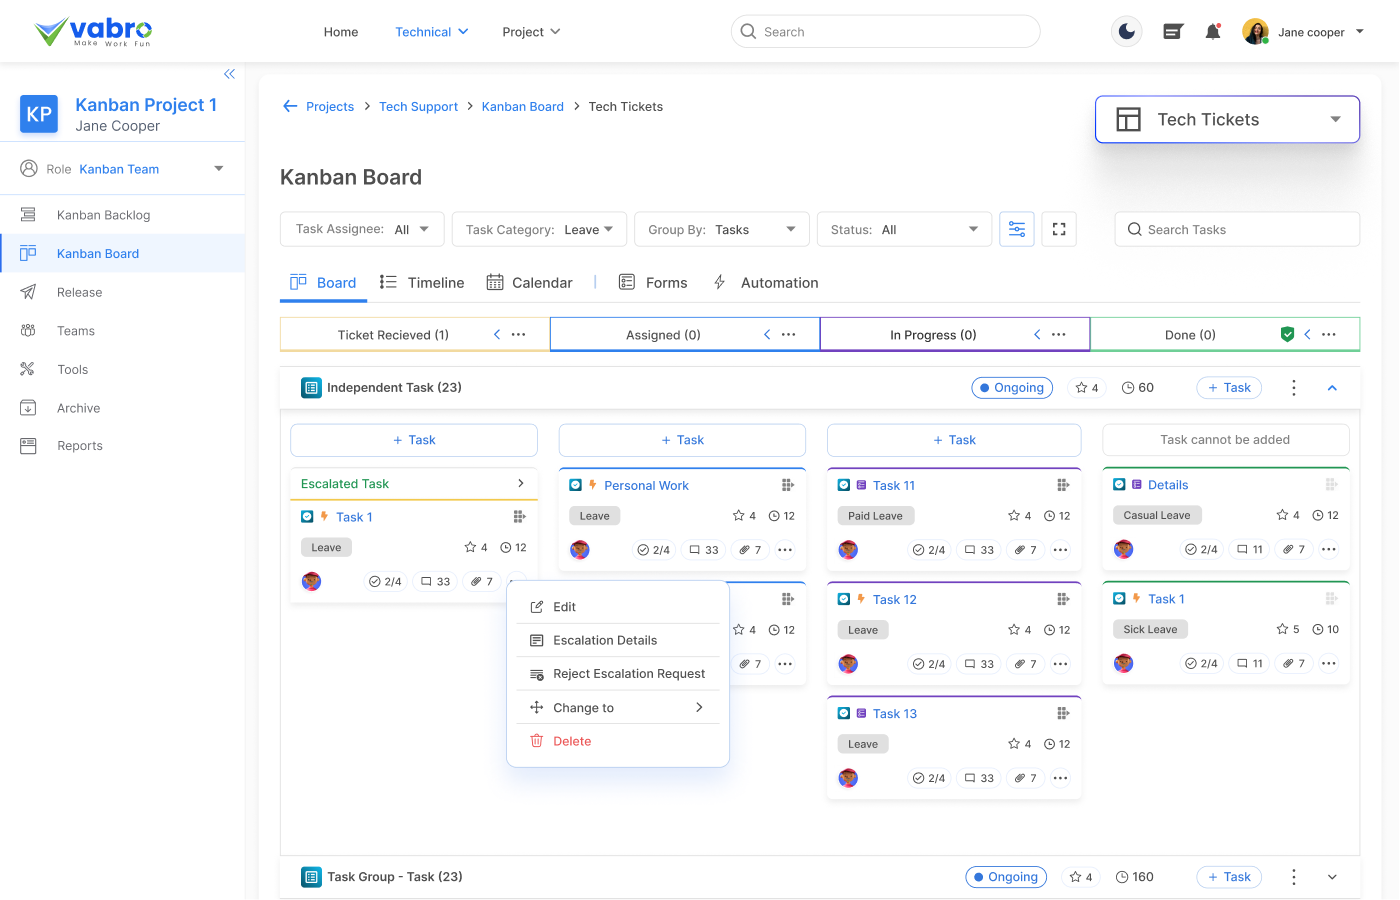 vabro
Make Work Fun
Home
Technical
Project
Search
Jane cooper
KP
Kanban Project 1
Jane Cooper
Role Kanban Team
Kanban Backlog
Kanban Board
Release
Teams
Tools
Archive
Reports
Projects > Tech Support > Kanban Board > Tech Tickets
Tech Tickets
Kanban Board
Task Assignee: All
Task Category: Leave
Group By: Tasks
Status: All
Search Tasks
Board
Timeline
Calendar
Forms
Automation
Ticket Recieved (1)
Assigned (0)
In Progress (0)
Done (0)
Independent Task (23)
Ongoing
4
60
+ Task
+ Task
Escalated Task
Task 1
Leave
4
12
2/4
33
7
+ Task
Personal Work
Leave
4
12
2/4
33
7
4
12
7
Edit
Escalation Details
Reject Escalation Request
Change to
Delete
+ Task
Task 11
Paid Leave
4
12
2/4
33
7
Task 12
Leave
4
12
2/4
33
7
Task 13
Leave
4
12
2/4
33
7
Task cannot be added
Details
Casual Leave
4
12
2/4
11
7
Task 1
Sick Leave
5
10
2/4
11
7
Task Group - Task (23)
Ongoing
4
160
+ Task